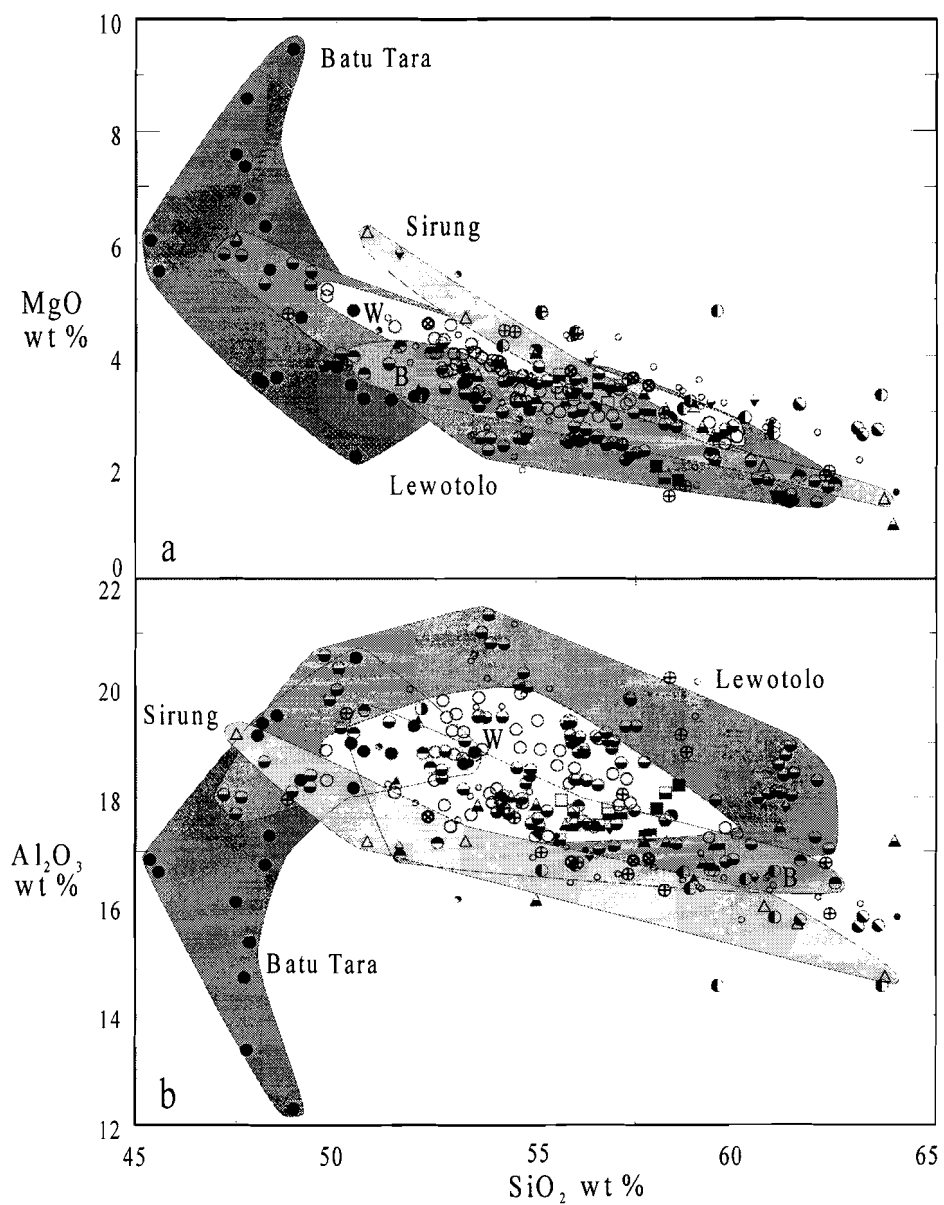 10
8
6
4
2
0
MgO
wt %
Batu Tara
Sirung
W
B
Lewotolo
a
22
20
18
16
14
12
Al₂O₃
wt %
Lewotolo
Sirung
W
B
Batu Tara
b
45 50 55 60 65
SiO₂ wt %